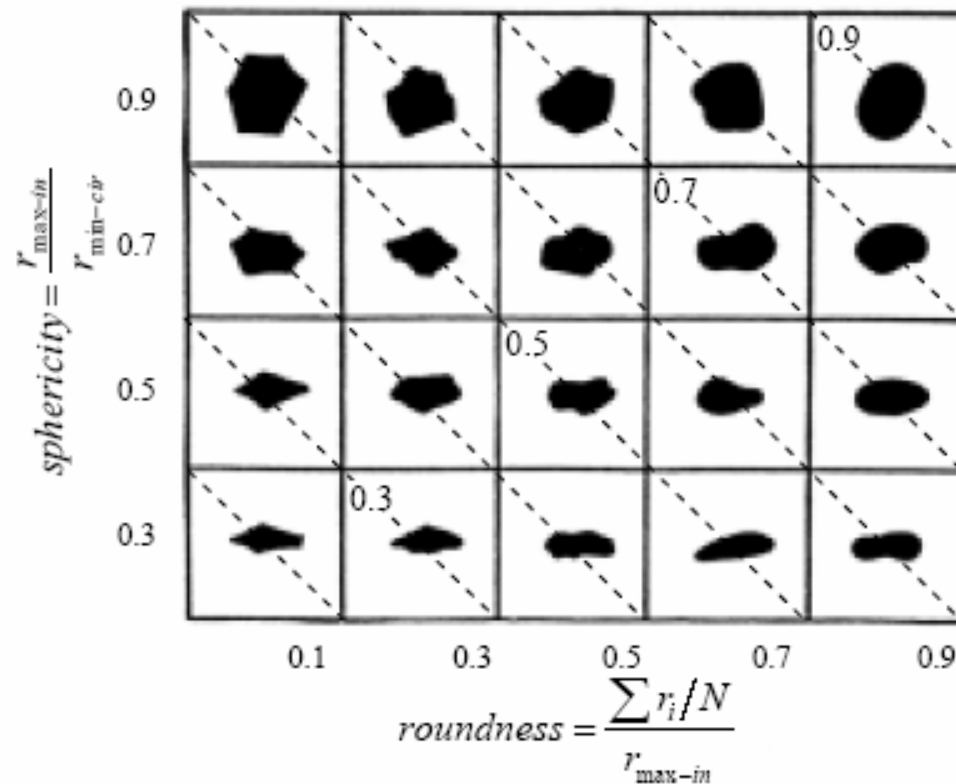 0.9
0.9
0.7
0.7
0.5
0.5
0.3
0.3
sphericity = r_max-in / r_min-cir
0.1 0.3 0.5 0.7 0.9
roundness = ∑ r_i/N / r_max-in